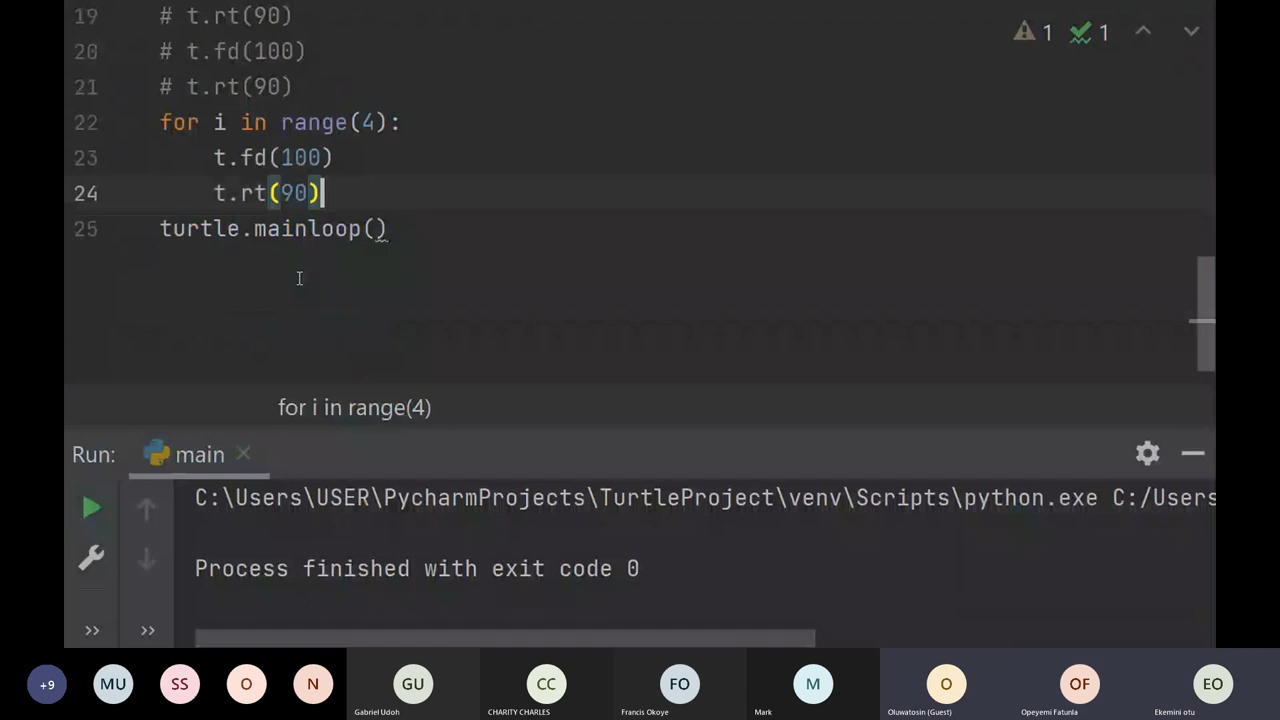 19 # t.rt(90)
20 # t.fd(100)
21 # t.rt(90)
22 for i in range(4):
23 t.fd(100)
24 t.rt(90)
25 turtle.mainloop()
1 1
for i in range(4)
Run: main
C:\Users\USER\PycharmProjects\TurtleProject\venv\Scripts\python.exe C:/Users
Process finished with exit code 0
+9 MU SS O N GU CC FO M O OF EO
Gabriel Udoh CHARITY CHARLES Francis Okoye Mark Oluwatosin (Guest) Opeyemi Fatunla Ekemini otu